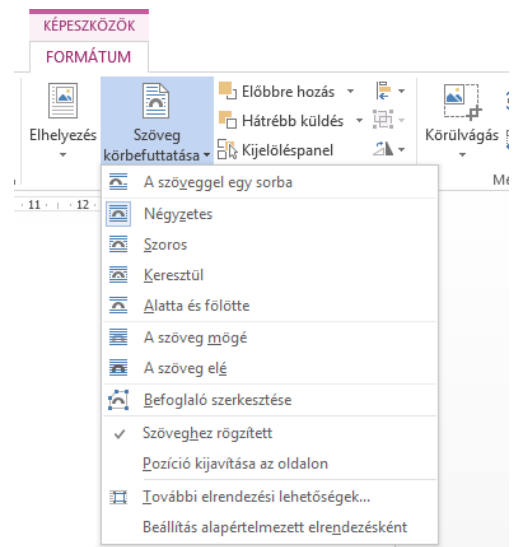 KÉPESZKÖZÖK
FORMÁTUM
Elhelyezés
Szöveg
körbefuttatása
Előbbre hozás
Hátrébb küldés
Kijelöléspanel
Körülvágás
11 12
A szöveggel egy sorba
Négyzetes
Szoros
Keresztül
Alatta és fölötte
A szöveg mögé
A szöveg elé
Befoglaló szerkesztése
Szöveghez rögzített
Pozíció kijavítása az oldalon
További elrendezési lehetőségek...
Beállítás alapértelmezett elrendezésként